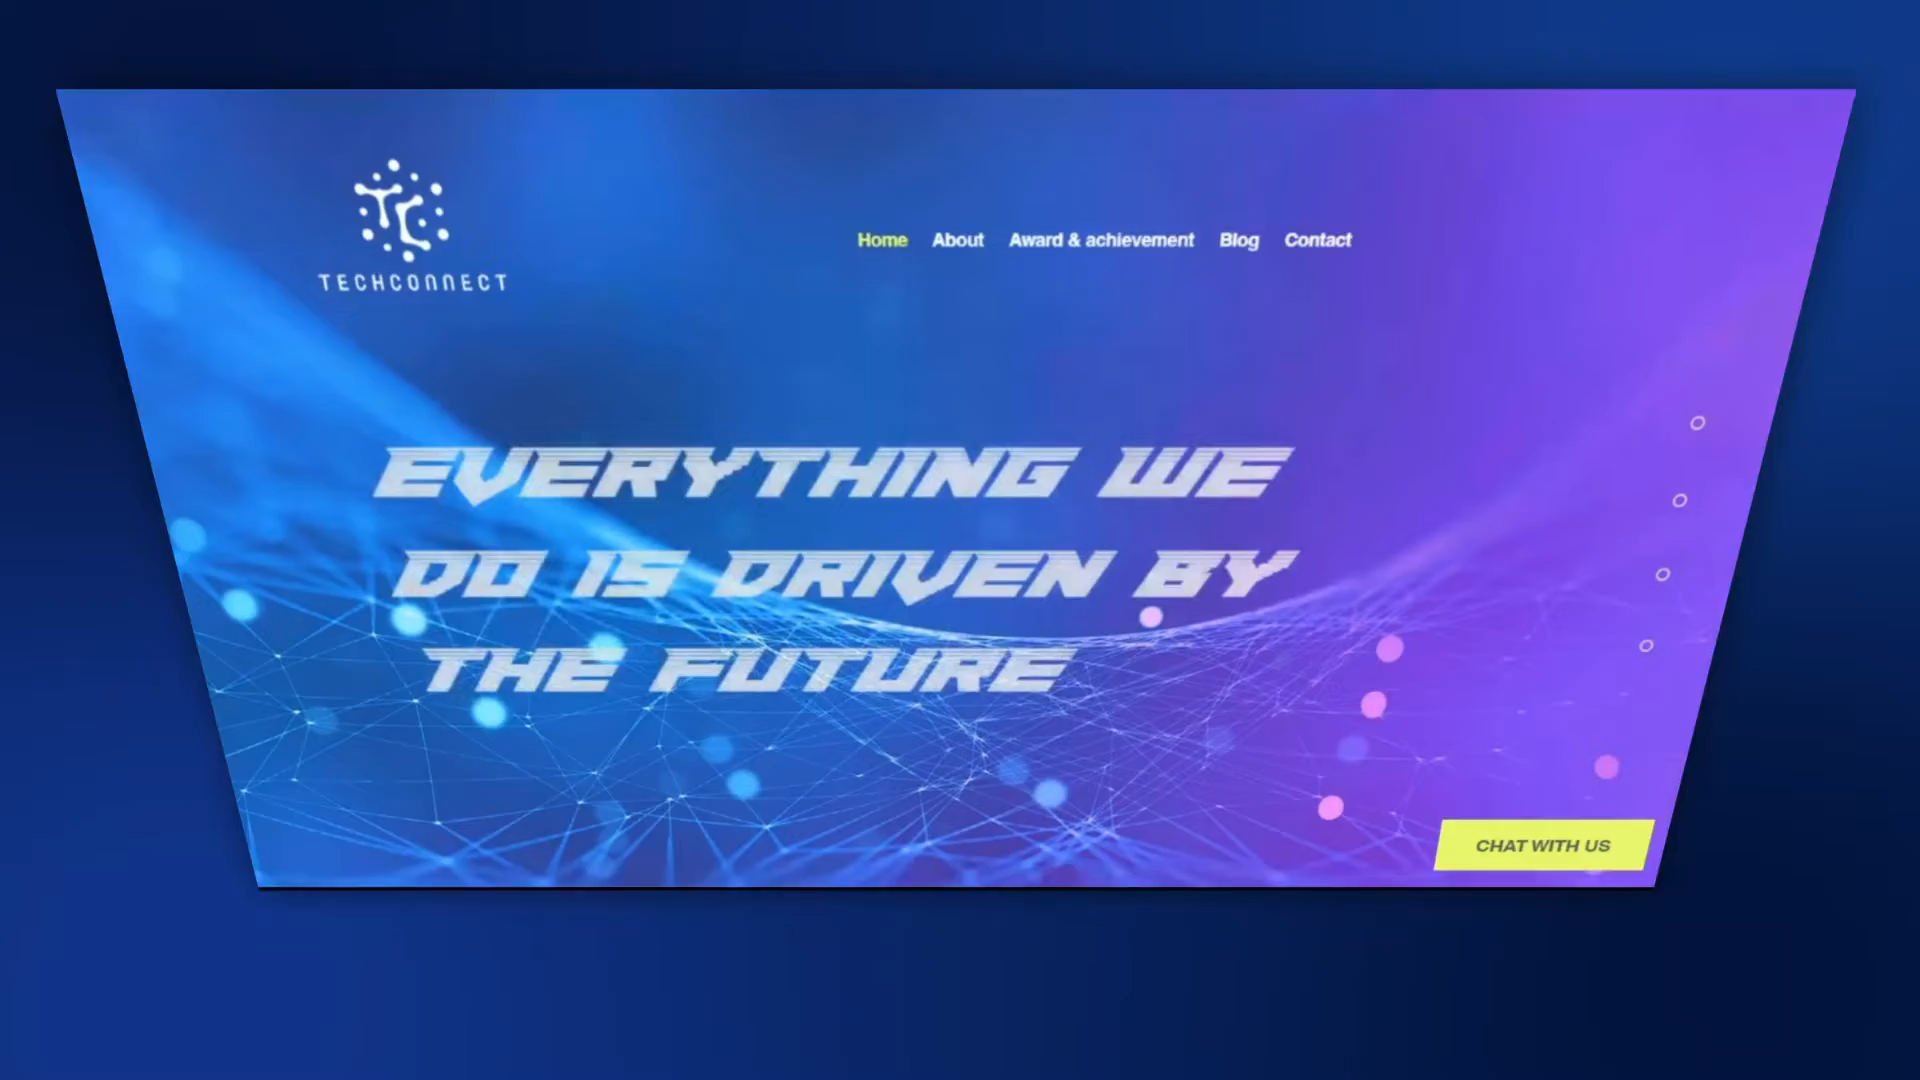 TECHCONNECT
Home About Award & achievement Blog Contact
EVERYTHING WE
DO IS DRIVEN BY
THE FUTURE
CHAT WITH US